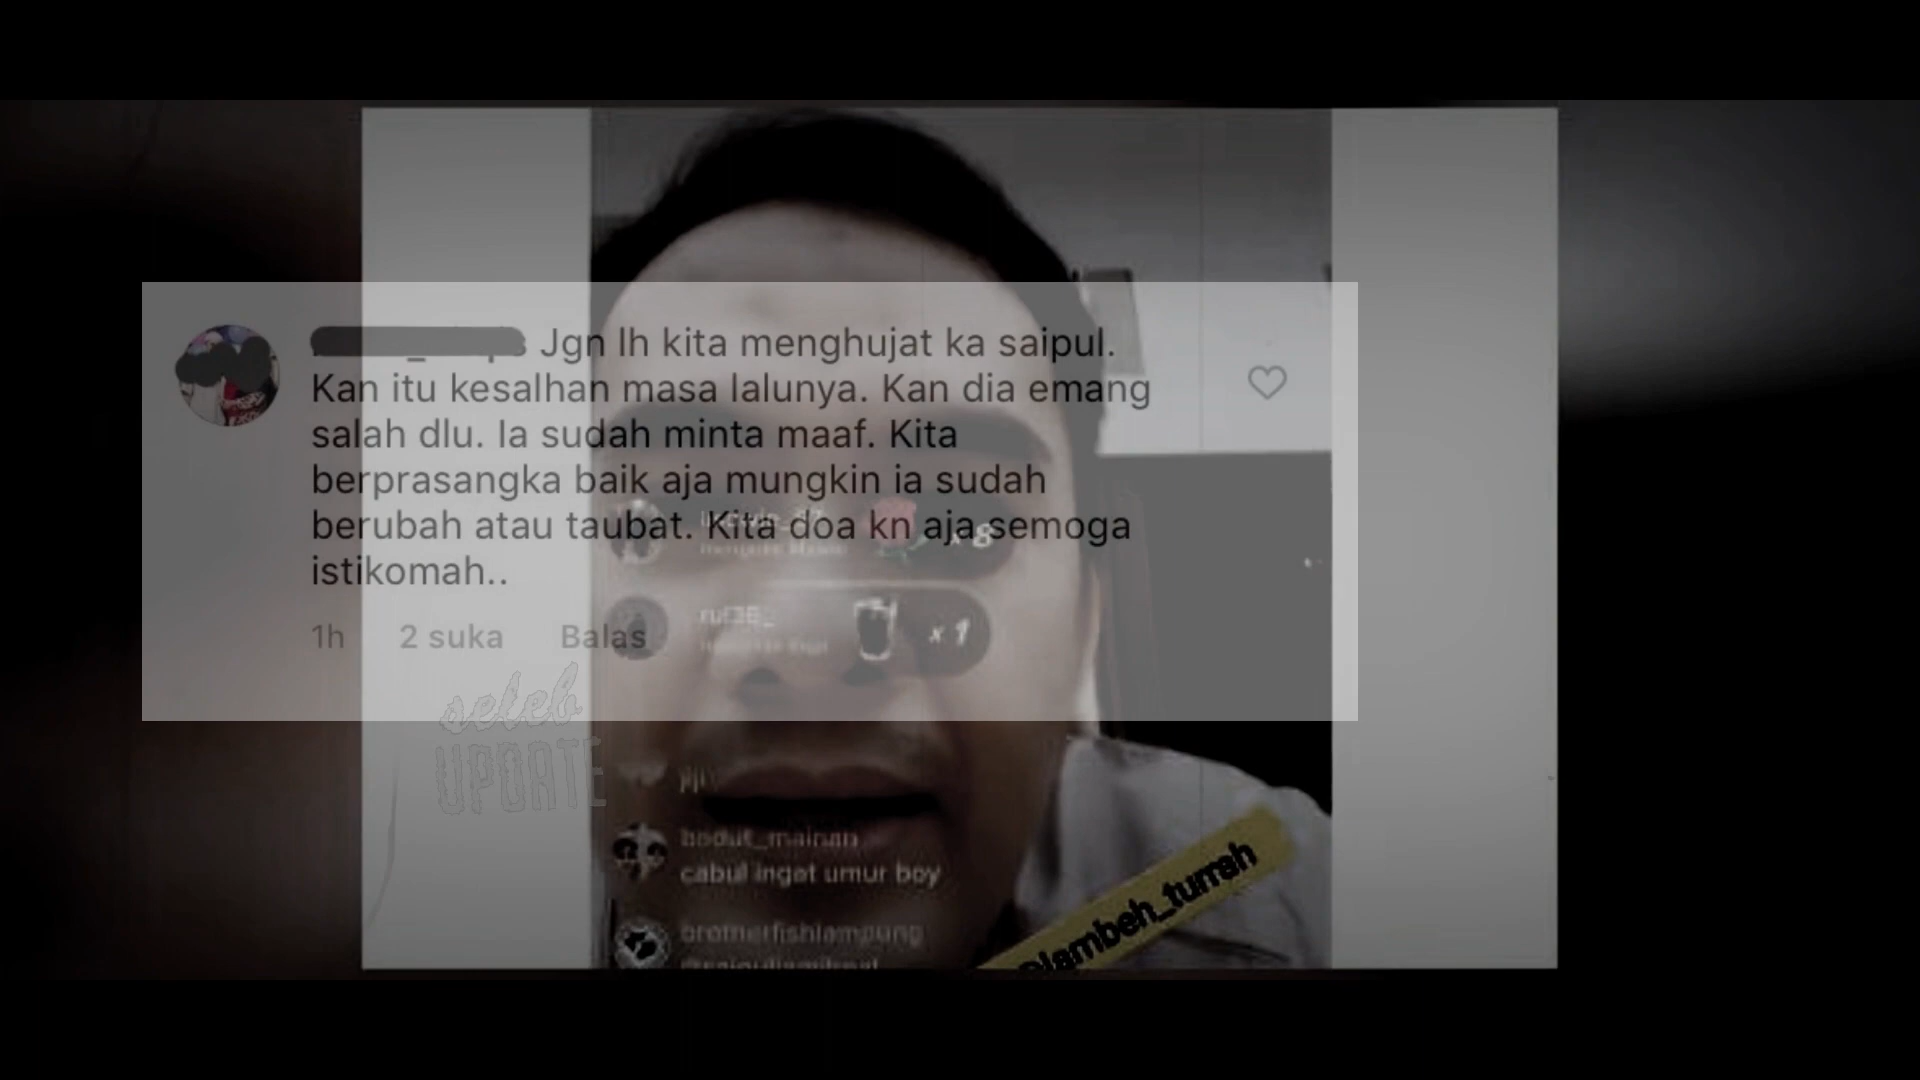 Jgn lh kita menghujat ka saipul.
Kan itu kesalhan masa lalunya. Kan dia emang
salah dlu. Ia sudah minta maaf. Kita
berprasangka baik aja mungkin ia sudah
berubah atau taubat. Kita doa kn aja semoga
istikomah..
1h 2 suka Balas
x 8
x 1
seleb
UPDATE
bodut_mainan
cabul ingat umur boy
brotherfishlampung